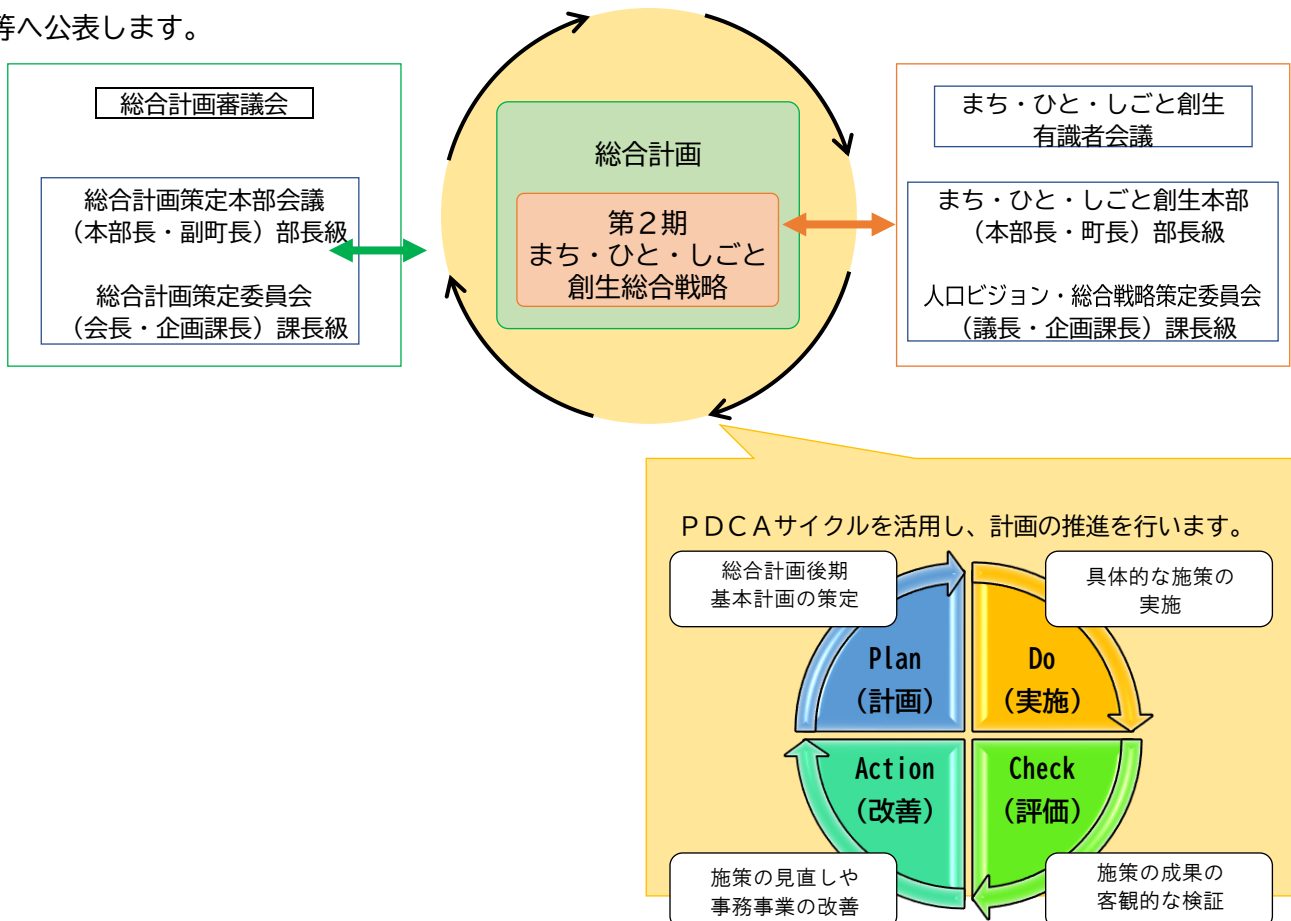 等へ公表します。
総合計画審議会
総合計画策定本部会議
（本部長・副町長）部長級
総合計画策定委員会
（会長・企画課長）課長級
総合計画
第２期
まち・ひと・しごと
創生総合戦略
まち・ひと・しごと創生
有識者会議
まち・ひと・しごと創生本部
（本部長・町長）部長級
人口ビジョン・総合戦略策定委員会
（議長・企画課長）課長級
ＰＤＣＡサイクルを活用し、計画の推進を行います。
総合計画後期
基本計画の策定
具体的な施策の
実施
Plan
（計画）
Do
（実施）
Action
（改善）
Check
（評価）
施策の見直しや
事務事業の改善
施策の成果の
客観的な検証